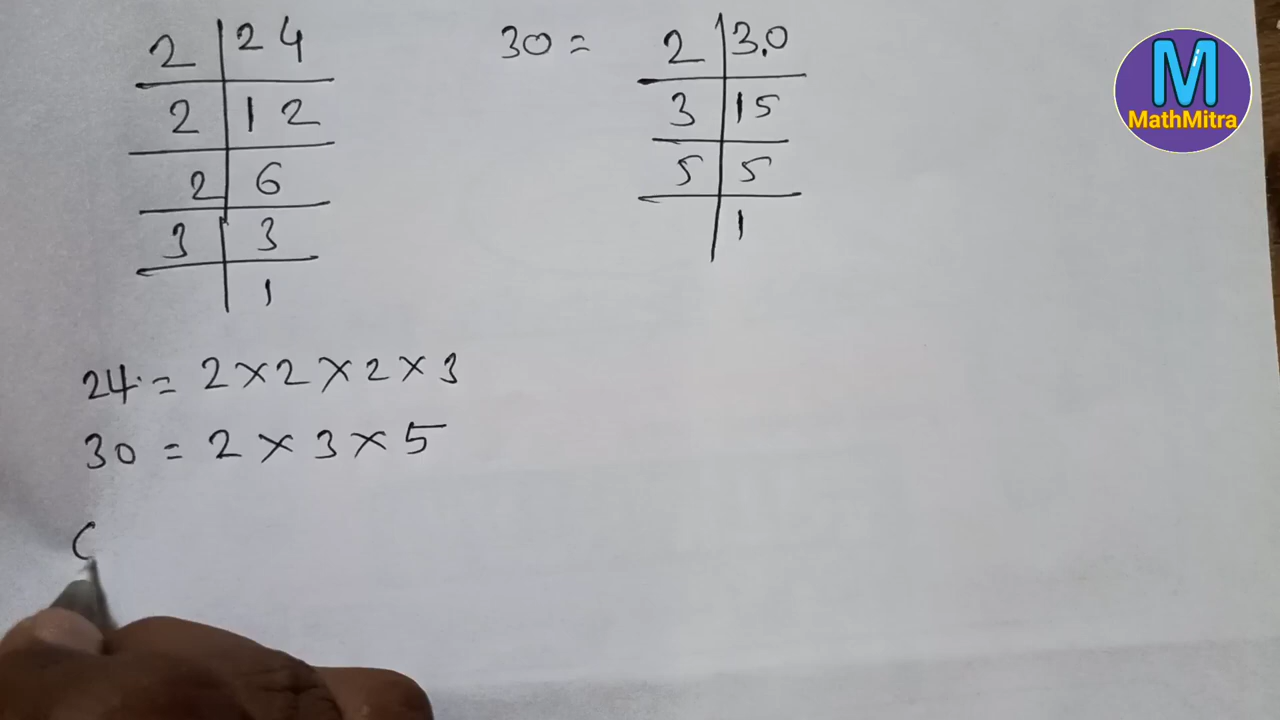 2 | 24
2 | 12
2 | 6
3 | 3
1
30 = 2 | 30
3 | 15
5 | 5
1
24 = 2 × 2 × 2 × 3
30 = 2 × 3 × 5
C
M
MathMitra